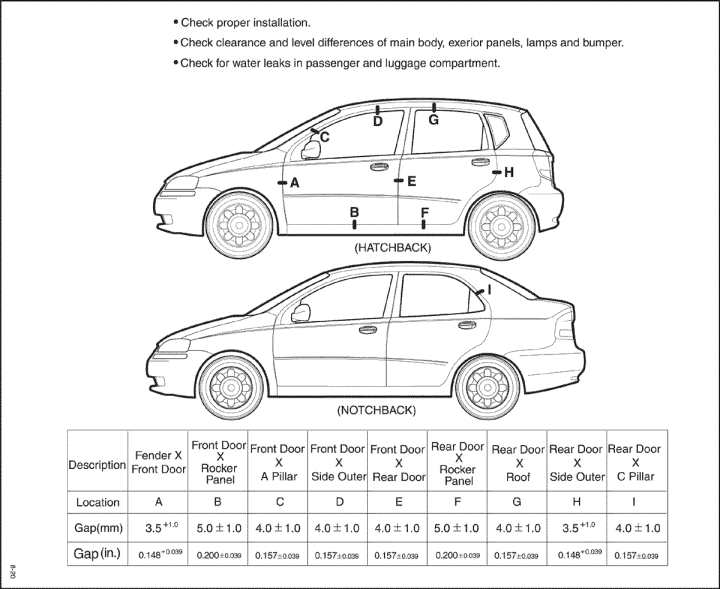 • Check proper installation.
• Check clearance and level differences of main body, exerior panels, lamps and bumper.
• Check for water leaks in passenger and luggage compartment.
D
G
C
A
E
H
B
F
(HATCHBACK)
I
(NOTCHBACK)
Description Fender X Front Door Front Door X Rocker Panel Front Door X A Pillar Front Door X Side Outer Front Door X Rear Door Rear Door X Rocker Panel Rear Door X Roof Rear Door X Side Outer Rear Door X C Pillar
Location A B C D E F G H I
Gap(mm) 3.5 +1.0 5.0 ± 1.0 4.0 ± 1.0 4.0 ± 1.0 4.0 ± 1.0 5.0 ± 1.0 4.0 ± 1.0 3.5 +1.0 4.0 ± 1.0
Gap (in.) 0.148 +0.039 0.200±0.039 0.157±0.039 0.157±0.039 0.157±0.039 0.200±0.039 0.157±0.039 0.148 +0.039 0.157±0.039
8-20